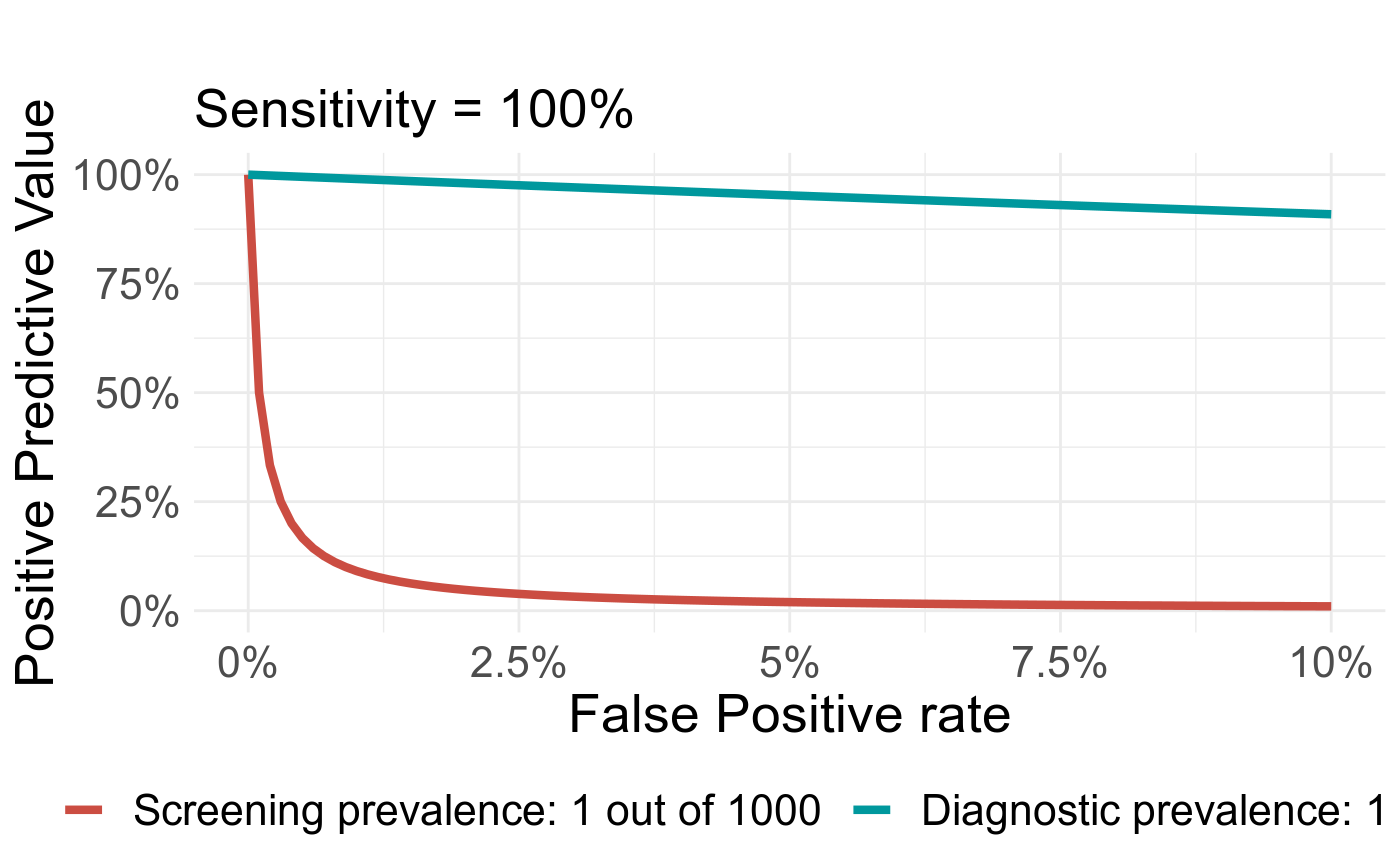 Sensitivity = 100%
Positive Predictive Value
100%
75%
50%
25%
0%
0% 2.5% 5% 7.5% 10%
False Positive rate
Screening prevalence: 1 out of 1000 Diagnostic prevalence: 1